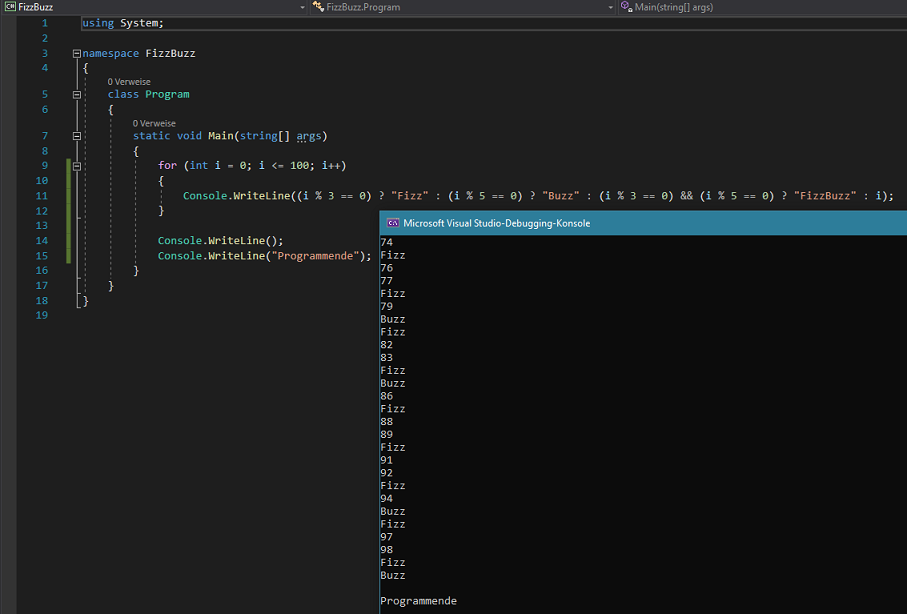 FizzBuzz
FizzBuzz.Program
Main(string[] args)
1 using System;
2
3 namespace FizzBuzz
4 {
0 Verweise
5 class Program
6 {
0 Verweise
7 static void Main(string[] args)
8 {
9 for (int i = 0; i <= 100; i++)
10 {
11 Console.WriteLine((i % 3 == 0) ? "Fizz" : (i % 5 == 0) ? "Buzz" : (i % 3 == 0) && (i % 5 == 0) ? "FizzBuzz" : i);
12 }
13
14 Console.WriteLine();
15 Console.WriteLine("Programmende");
16 }
17 }
18 }
19
Microsoft Visual Studio-Debugging-Konsole
74
Fizz
76
77
Fizz
79
Buzz
Fizz
82
83
Fizz
Buzz
86
Fizz
88
89
Fizz
91
92
Fizz
94
Buzz
Fizz
97
98
Fizz
Buzz
Programmende